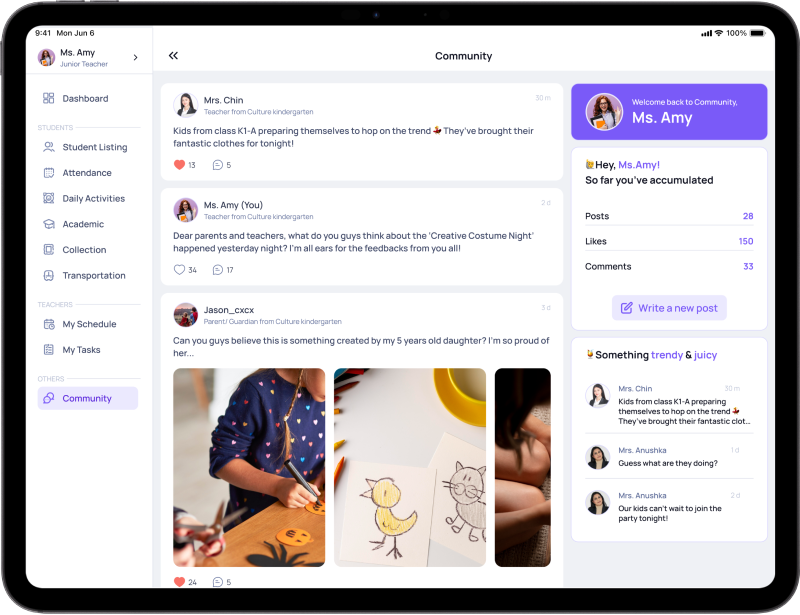 9:41 Mon Jun 6
100%
Ms. Amy
Junior Teacher
Community
Dashboard
STUDENTS
Student Listing
Attendance
Daily Activities
Academic
Collection
Transportation
TEACHERS
My Schedule
My Tasks
OTHERS
Community
Mrs. Chin
30 m
Teacher from Culture kindergarten
Kids from class K1-A preparing themselves to hop on the trend 💃 They've brought their
fantastic clothes for tonight!
13 5
Ms. Amy (You)
2 d
Teacher from Culture kindergarten
Dear parents and teachers, what do you guys think about the 'Creative Costume Night'
happened yesterday night? I'm all ears for the feedbacks from you all!
34 17
Jason_cxcx
3 d
Parent/ Guardian from Culture kindergarten
Can you guys believe this is something created by my 5 years old daughter? I'm so proud of
her...
24 5
Welcome back to Community,
Ms. Amy
🙋Hey, Ms.Amy!
So far you've accumulated
Posts 28
Likes 150
Comments 33
Write a new post
Something trendy & juicy
Mrs. Chin 30 m
Kids from class K1-A preparing
themselves to hop on the trend 💃
They've brought their fantastic clot...
Mrs. Anushka 1 d
Guess what are they doing?
Mrs. Anushka 2 d
Our kids can't wait to join the
party tonight!